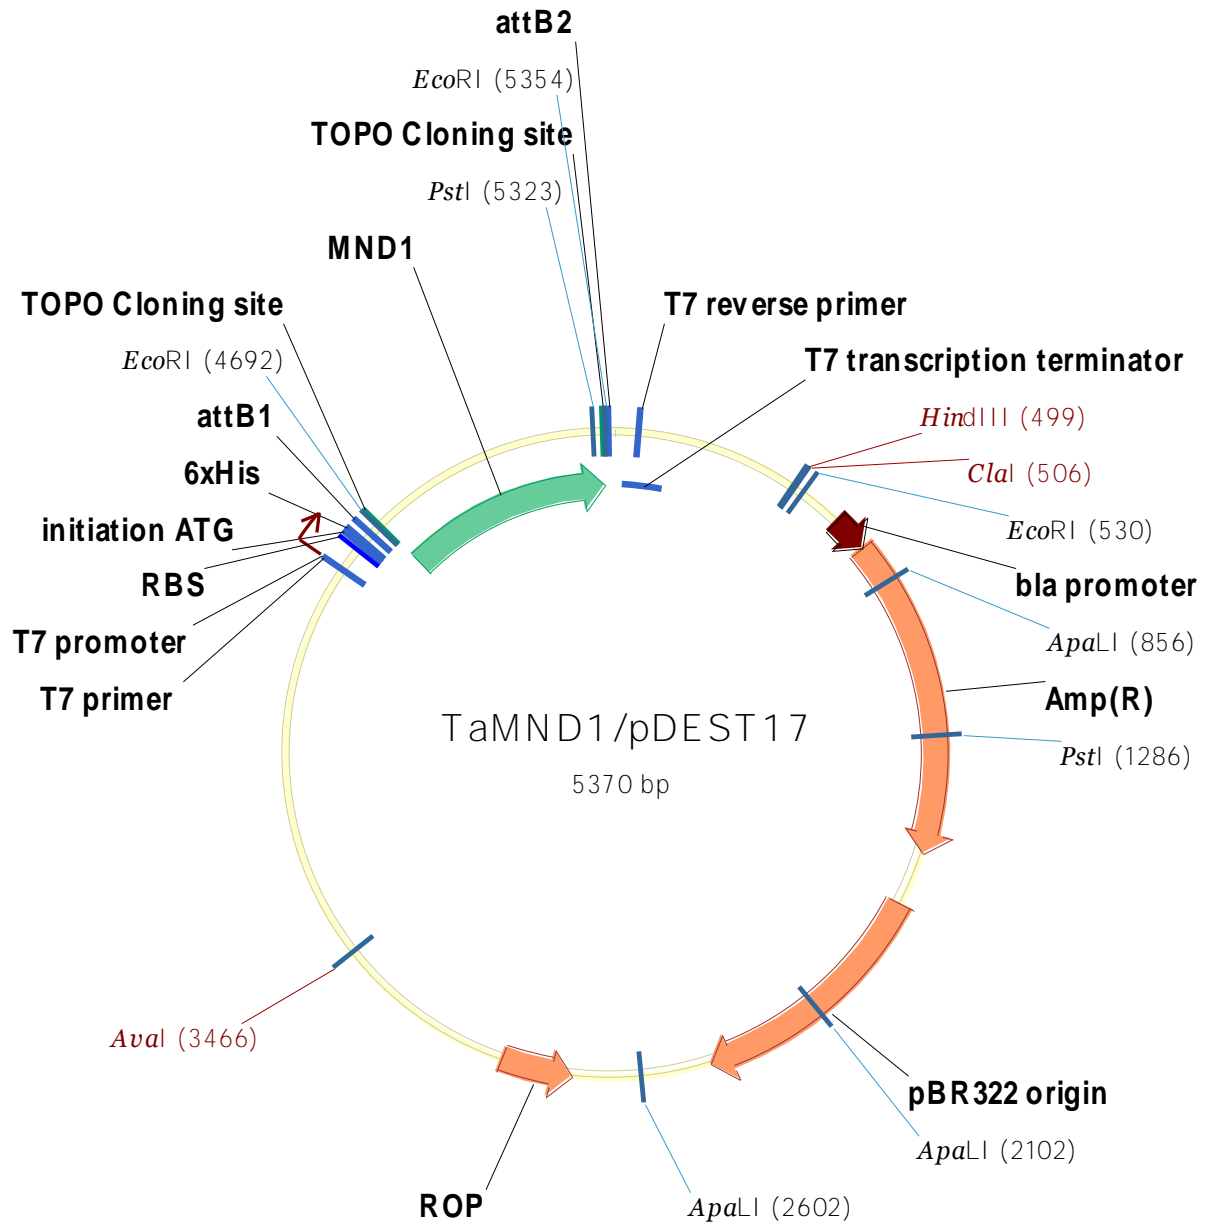 attB2
EcoRI (5354)
TOPO Cloning site
PstI (5323)
MND1
TOPO Cloning site
T7 reverse primer
EcoRI (4692)
T7 transcription terminator
attB1
HindIII (499)
6xHis
ClaI (506)
initiation ATG
EcoRI (530)
RBS
bla promoter
T7 promoter
ApaLI (856)
T7 primer
Amp(R)
TaMND1/pDEST17
PstI (1286)
5370 bp
AvaI (3466)
pBR322 origin
ApaLI (2102)
ROP
ApaLI (2602)